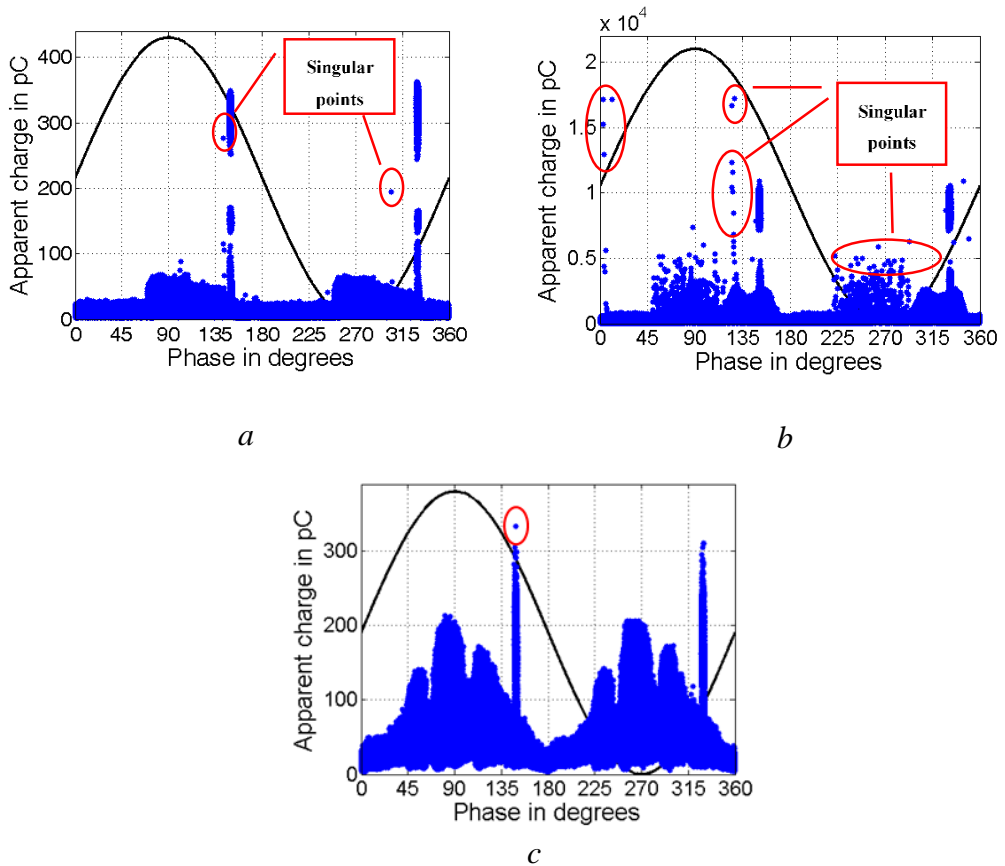 Apparent charge in pC
400
300
200
100
0
0 45 90 135 180 225 270 315 360
Phase in degrees
Singular
points
a
x 10⁴
Apparent charge in pC
2
1.5
1
0.5
0
0 45 90 135 180 225 270 315 360
Phase in degrees
Singular
points
b
Apparent charge in pC
300
200
100
0
0 45 90 135 180 225 270 315 360
Phase in degrees
c